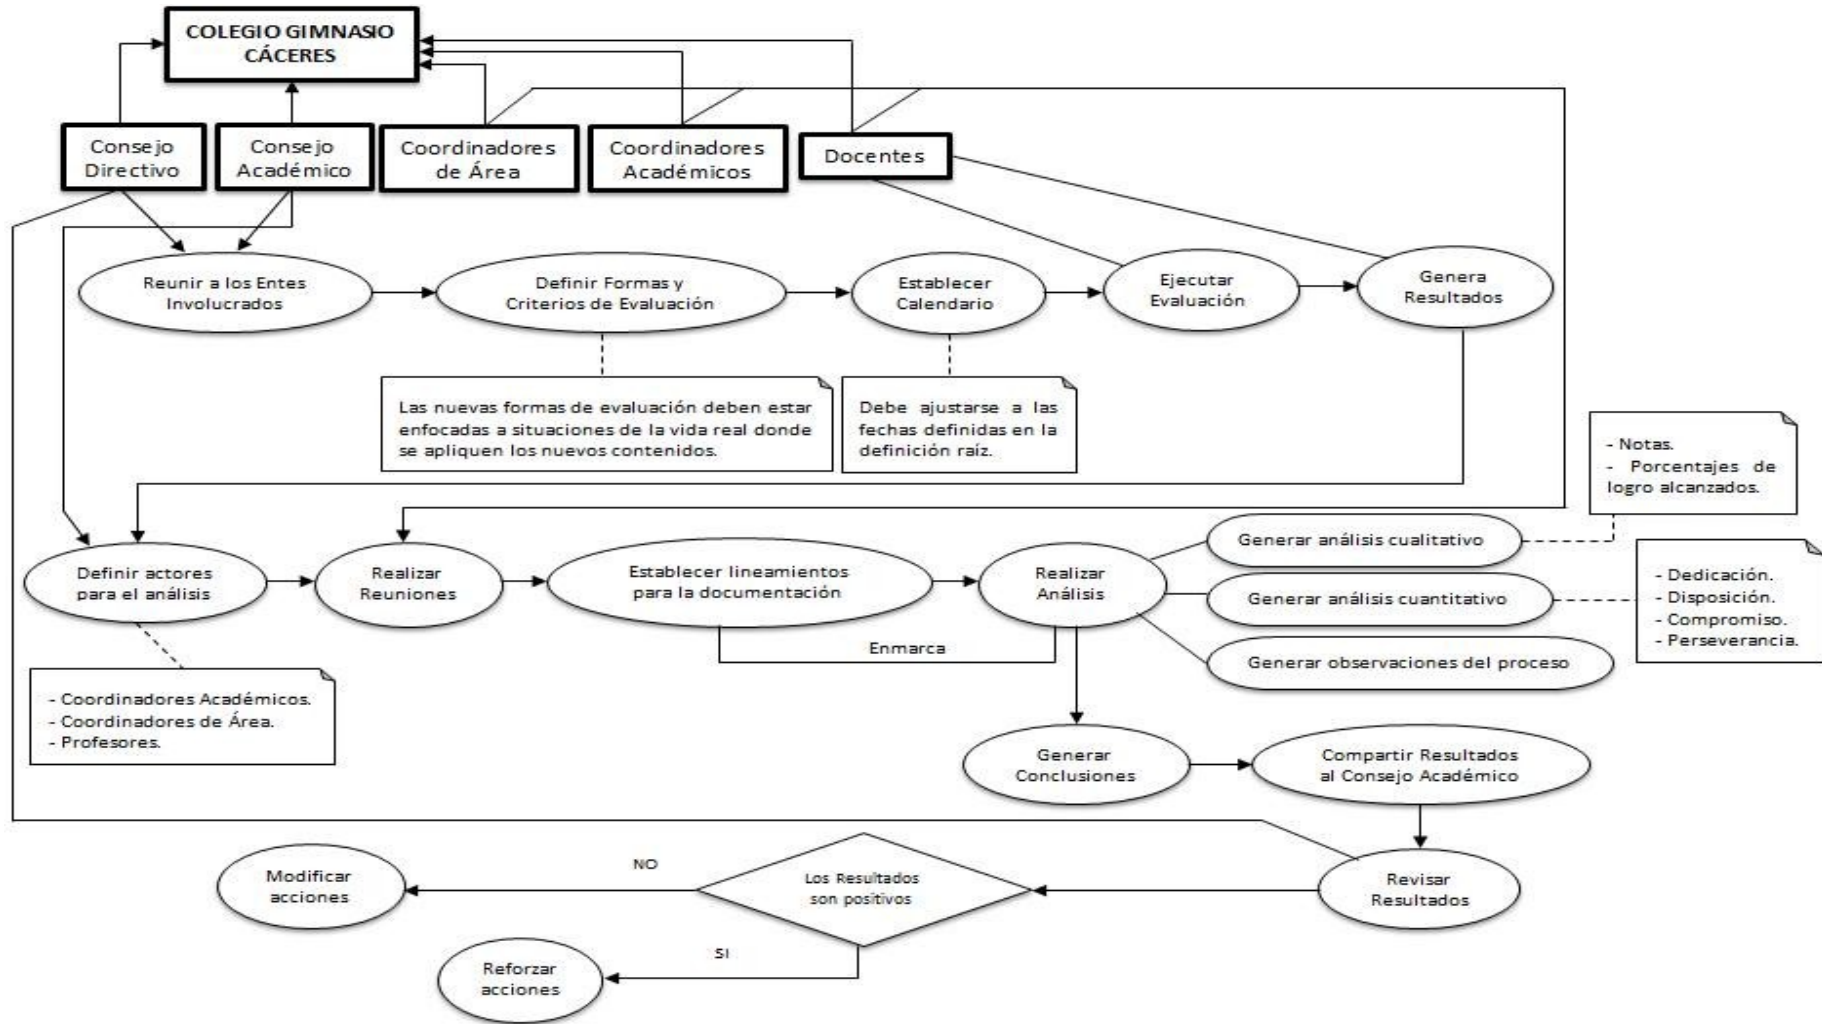 COLEGIO GIMNASIO
CÁCERES
Consejo
Directivo
Consejo
Académico
Coordinadores
de Área
Coordinadores
Académicos
Docentes
Reunir a los Entes
Involucrados
Definir Formas y
Criterios de Evaluación
Establecer
Calendario
Ejecutar
Evaluación
Genera
Resultados
Las nuevas formas de evaluación deben estar
enfocadas a situaciones de la vida real donde
se apliquen los nuevos contenidos.
Debe ajustarse a las
fechas definidas en la
definición raíz.
- Notas.
- Porcentajes de
logro alcanzados.
Definir actores
para el análisis
Realizar
Reuniones
Establecer lineamientos
para la documentación
Realizar
Análisis
Generar análisis cualitativo
Generar análisis cuantitativo
Generar observaciones del proceso
- Dedicación.
- Disposición.
- Compromiso.
- Perseverancia.
Enmarca
- Coordinadores Académicos.
- Coordinadores de Área.
- Profesores.
Generar
Conclusiones
Compartir Resultados
al Consejo Académico
Modificar
acciones
NO
Los Resultados
son positivos
Revisar
Resultados
SI
Reforzar
acciones